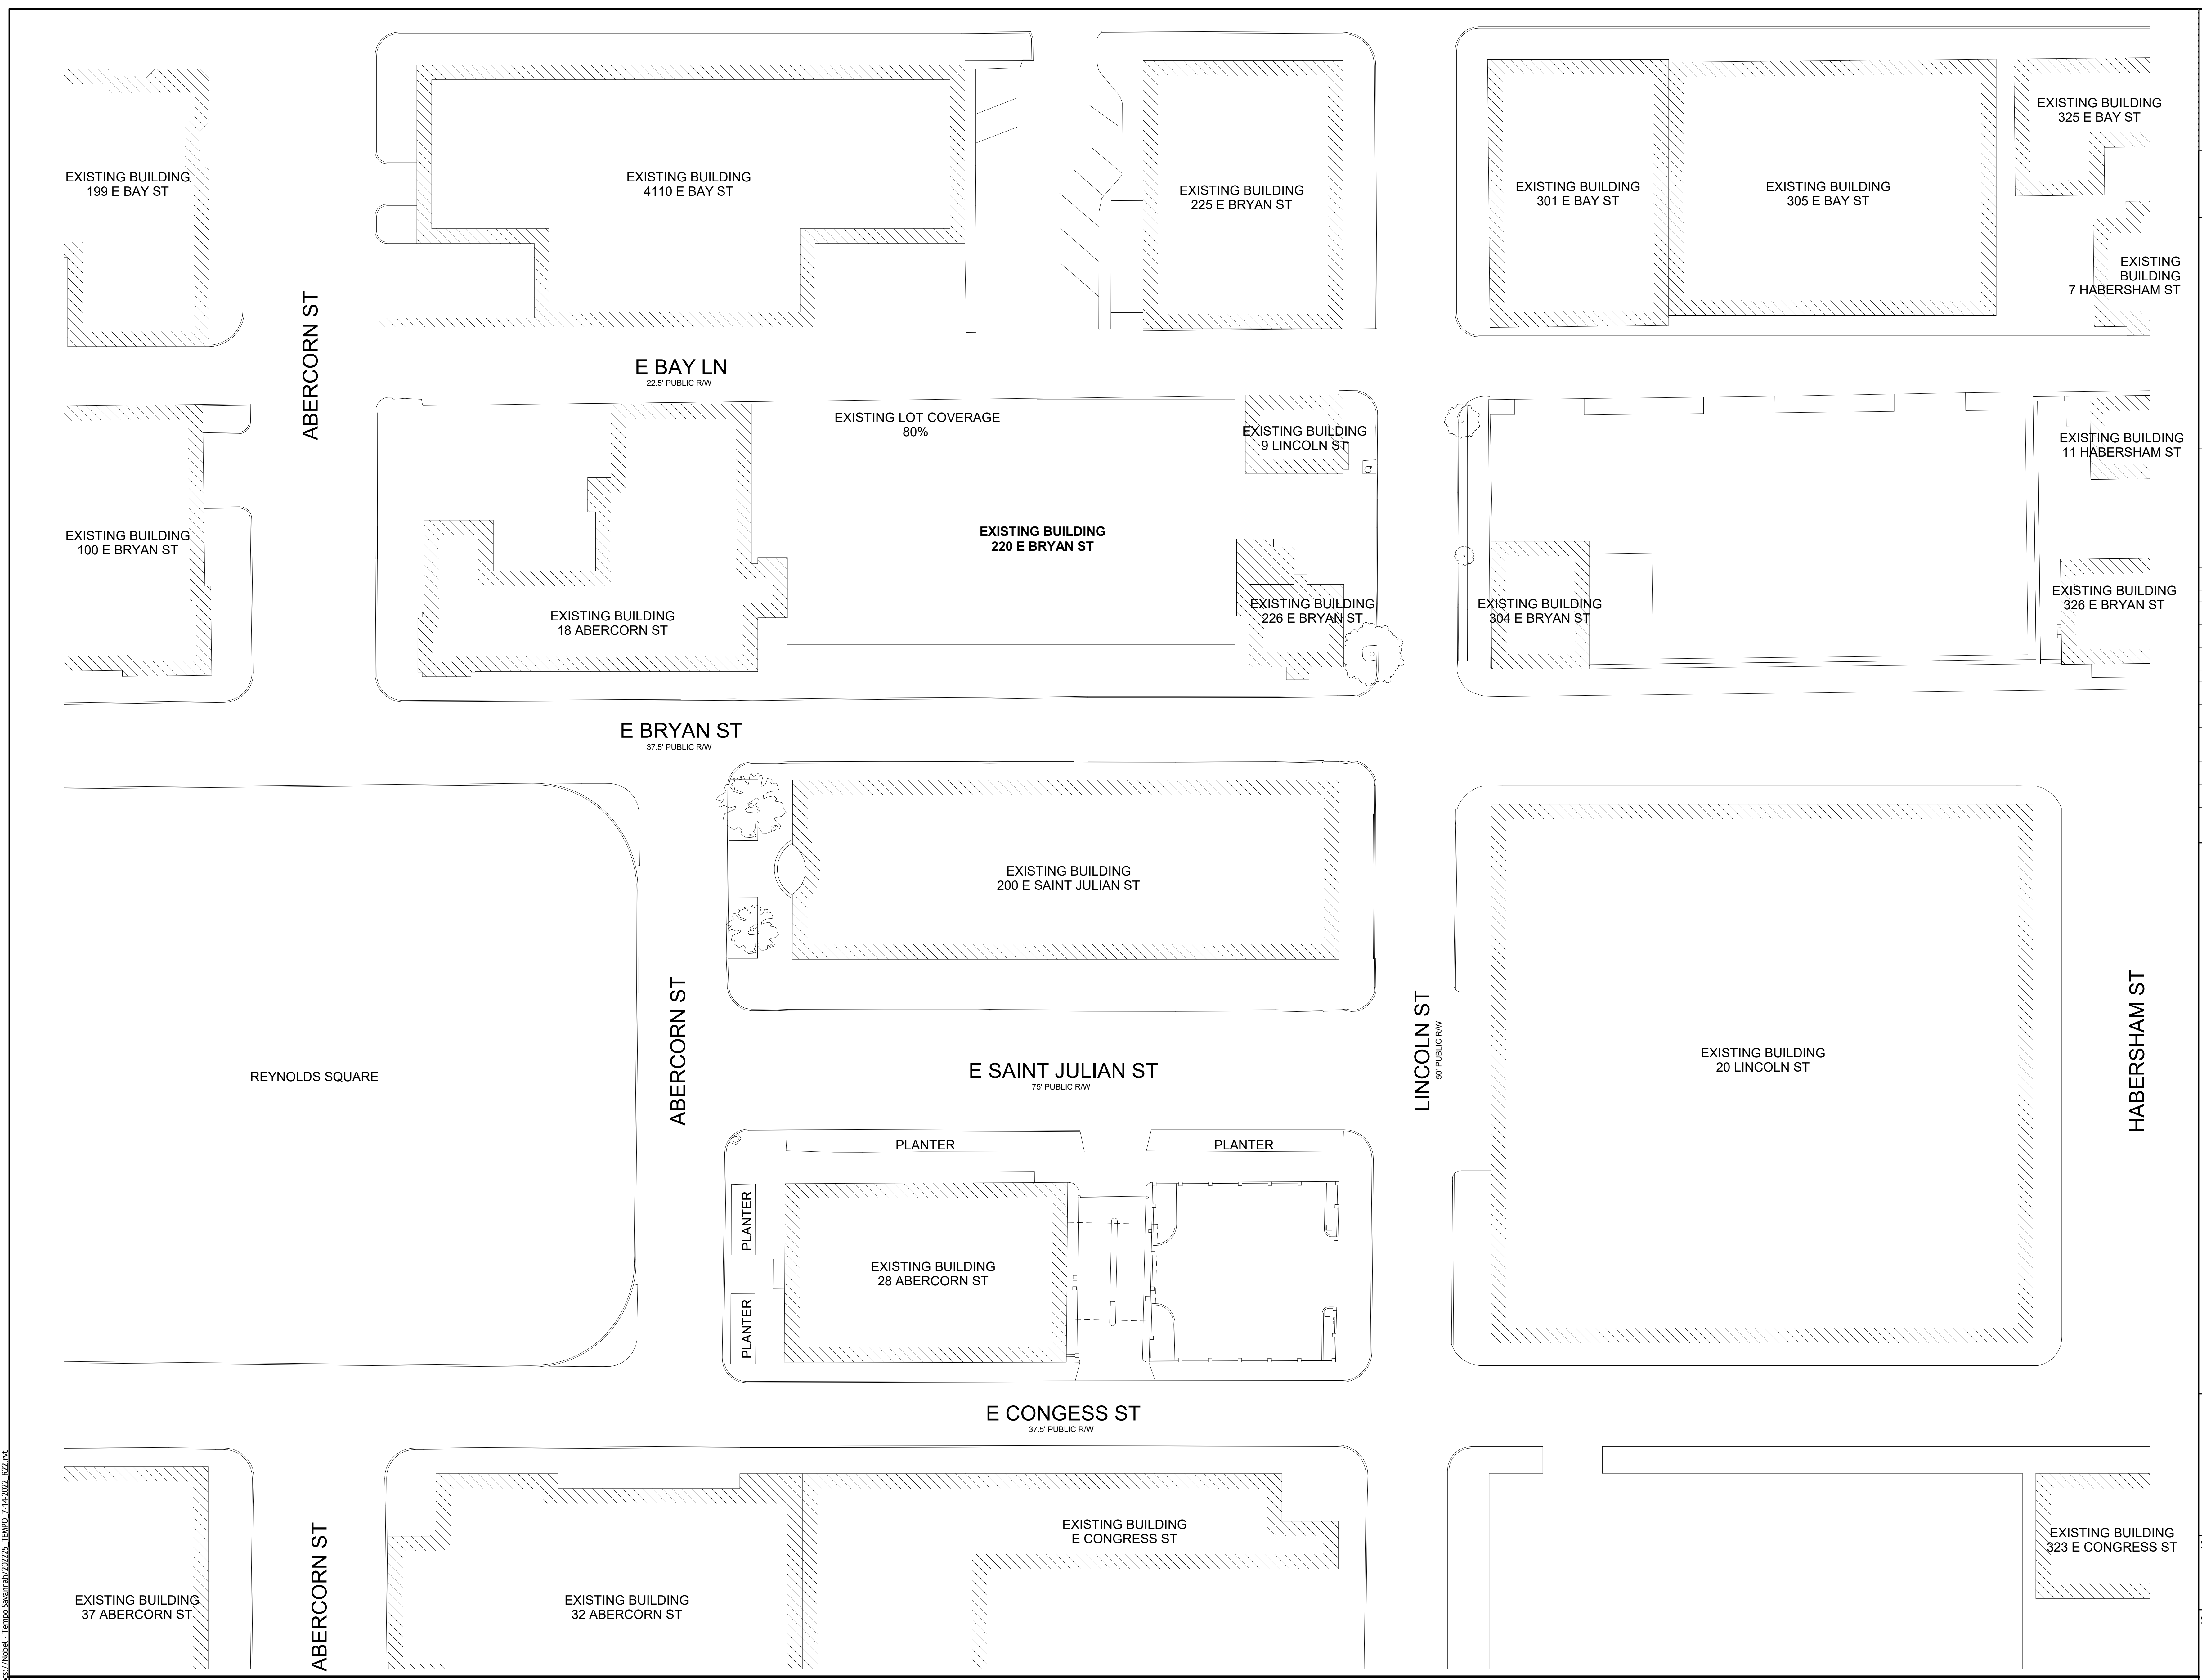 EXISTING BUILDING
199 E BAY ST
EXISTING BUILDING
4110 E BAY ST
EXISTING BUILDING
225 E BRYAN ST
EXISTING BUILDING
301 E BAY ST
EXISTING BUILDING
305 E BAY ST
EXISTING BUILDING
325 E BAY ST
EXISTING
BUILDING
7 HABERSHAM ST
ABERCORN ST
E BAY LN
22.5' PUBLIC R/W
EXISTING LOT COVERAGE
80%
EXISTING BUILDING
9 LINCOLN ST
EXISTING BUILDING
11 HABERSHAM ST
EXISTING BUILDING
100 E BRYAN ST
EXISTING BUILDING
220 E BRYAN ST
EXISTING BUILDING
18 ABERCORN ST
EXISTING BUILDING
226 E BRYAN ST
EXISTING BUILDING
304 E BRYAN ST
EXISTING BUILDING
326 E BRYAN ST
E BRYAN ST
37.5' PUBLIC R/W
EXISTING BUILDING
200 E SAINT JULIAN ST
REYNOLDS SQUARE
ABERCORN ST
E SAINT JULIAN ST
75' PUBLIC R/W
LINCOLN ST
50' PUBLIC R/W
EXISTING BUILDING
20 LINCOLN ST
HABERSHAM ST
PLANTER
PLANTER
PLANTER
PLANTER
EXISTING BUILDING
28 ABERCORN ST
E CONGESS ST
37.5' PUBLIC R/W
EXISTING BUILDING
37 ABERCORN ST
ABERCORN ST
EXISTING BUILDING
32 ABERCORN ST
EXISTING BUILDING
E CONGRESS ST
EXISTING BUILDING
323 E CONGRESS ST
cs://Nobel - Tempo Savannah/202225_TEMPO_7-14-2022_R22.rvt